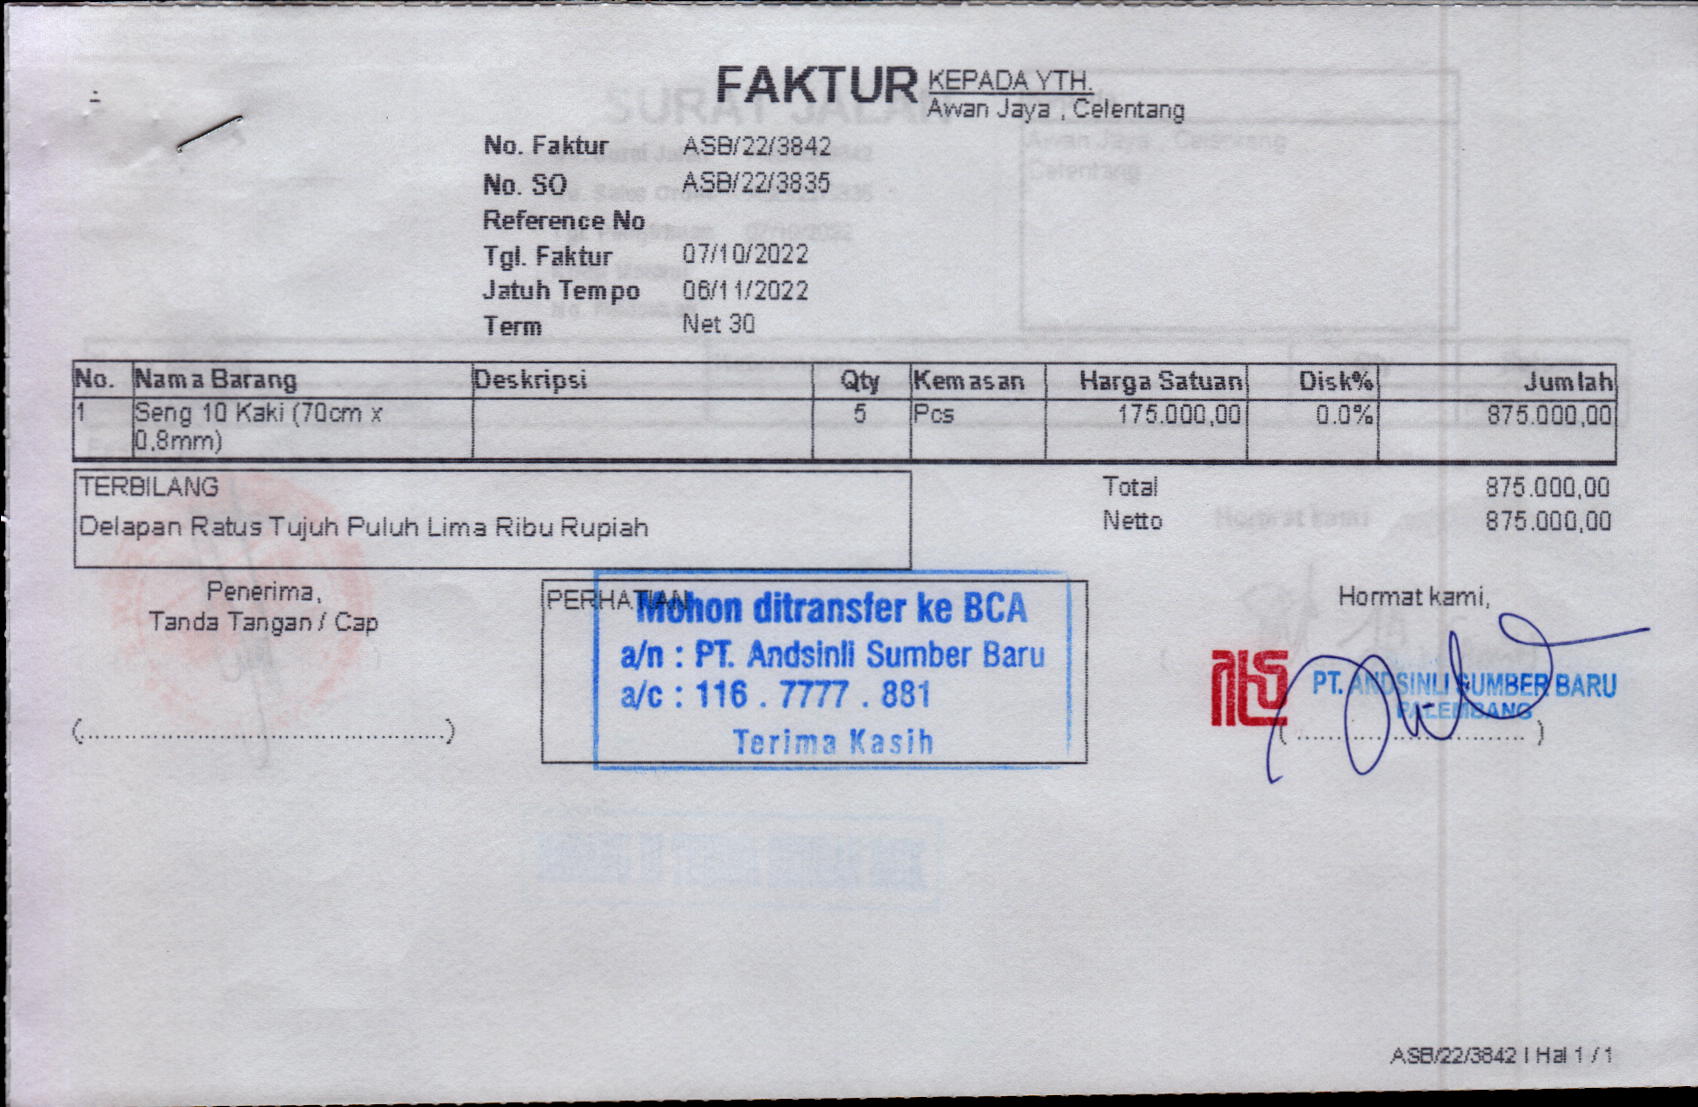 FAKTUR
KEPADA YTH.
Awan Jaya , Celentang
No. Faktur ASB/22/3842
No. SO ASB/22/3835
Reference No
Tgl. Faktur 07/10/2022
Jatuh Tempo 06/11/2022
Term Net 30
No. Nama Barang Deskripsi Qty Kemasan Harga Satuan Disk% Jumlah
1 Seng 10 Kaki (70cm x 5 Pcs 175.000,00 0.0% 875.000,00
0,8mm)
TERBILANG
Delapan Ratus Tujuh Puluh Lima Ribu Rupiah
Total 875.000,00
Netto 875.000,00
Penerima,
Tanda Tangan / Cap
(............................................)
PERHATIAN
Mohon ditransfer ke BCA
a/n : PT. Andsinli Sumber Baru
a/c : 116 . 7777 . 881
Terima Kasih
Hormat kami,
PT. ANDSINLI SUMBER BARU
PALEMBANG
( ............................ )
ASB/22/3842 | Hal 1 / 1